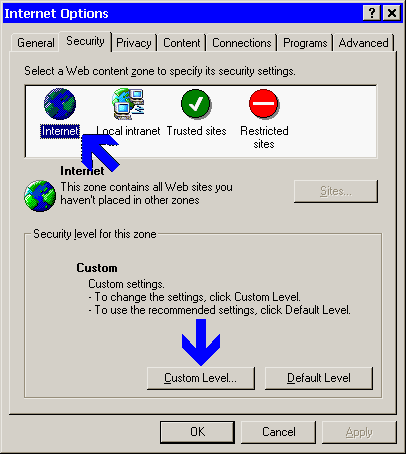 Internet Options
General Security Privacy Content Connections Programs Advanced
Select a Web content zone to specify its security settings.
Internet Local intranet Trusted sites Restricted
sites
Internet
This zone contains all Web sites you
haven't placed in other zones
Sites...
Security level for this zone
Custom
Custom settings.
- To change the settings, click Custom Level.
- To use the recommended settings, click Default Level.
Custom Level... Default Level
OK Cancel Apply